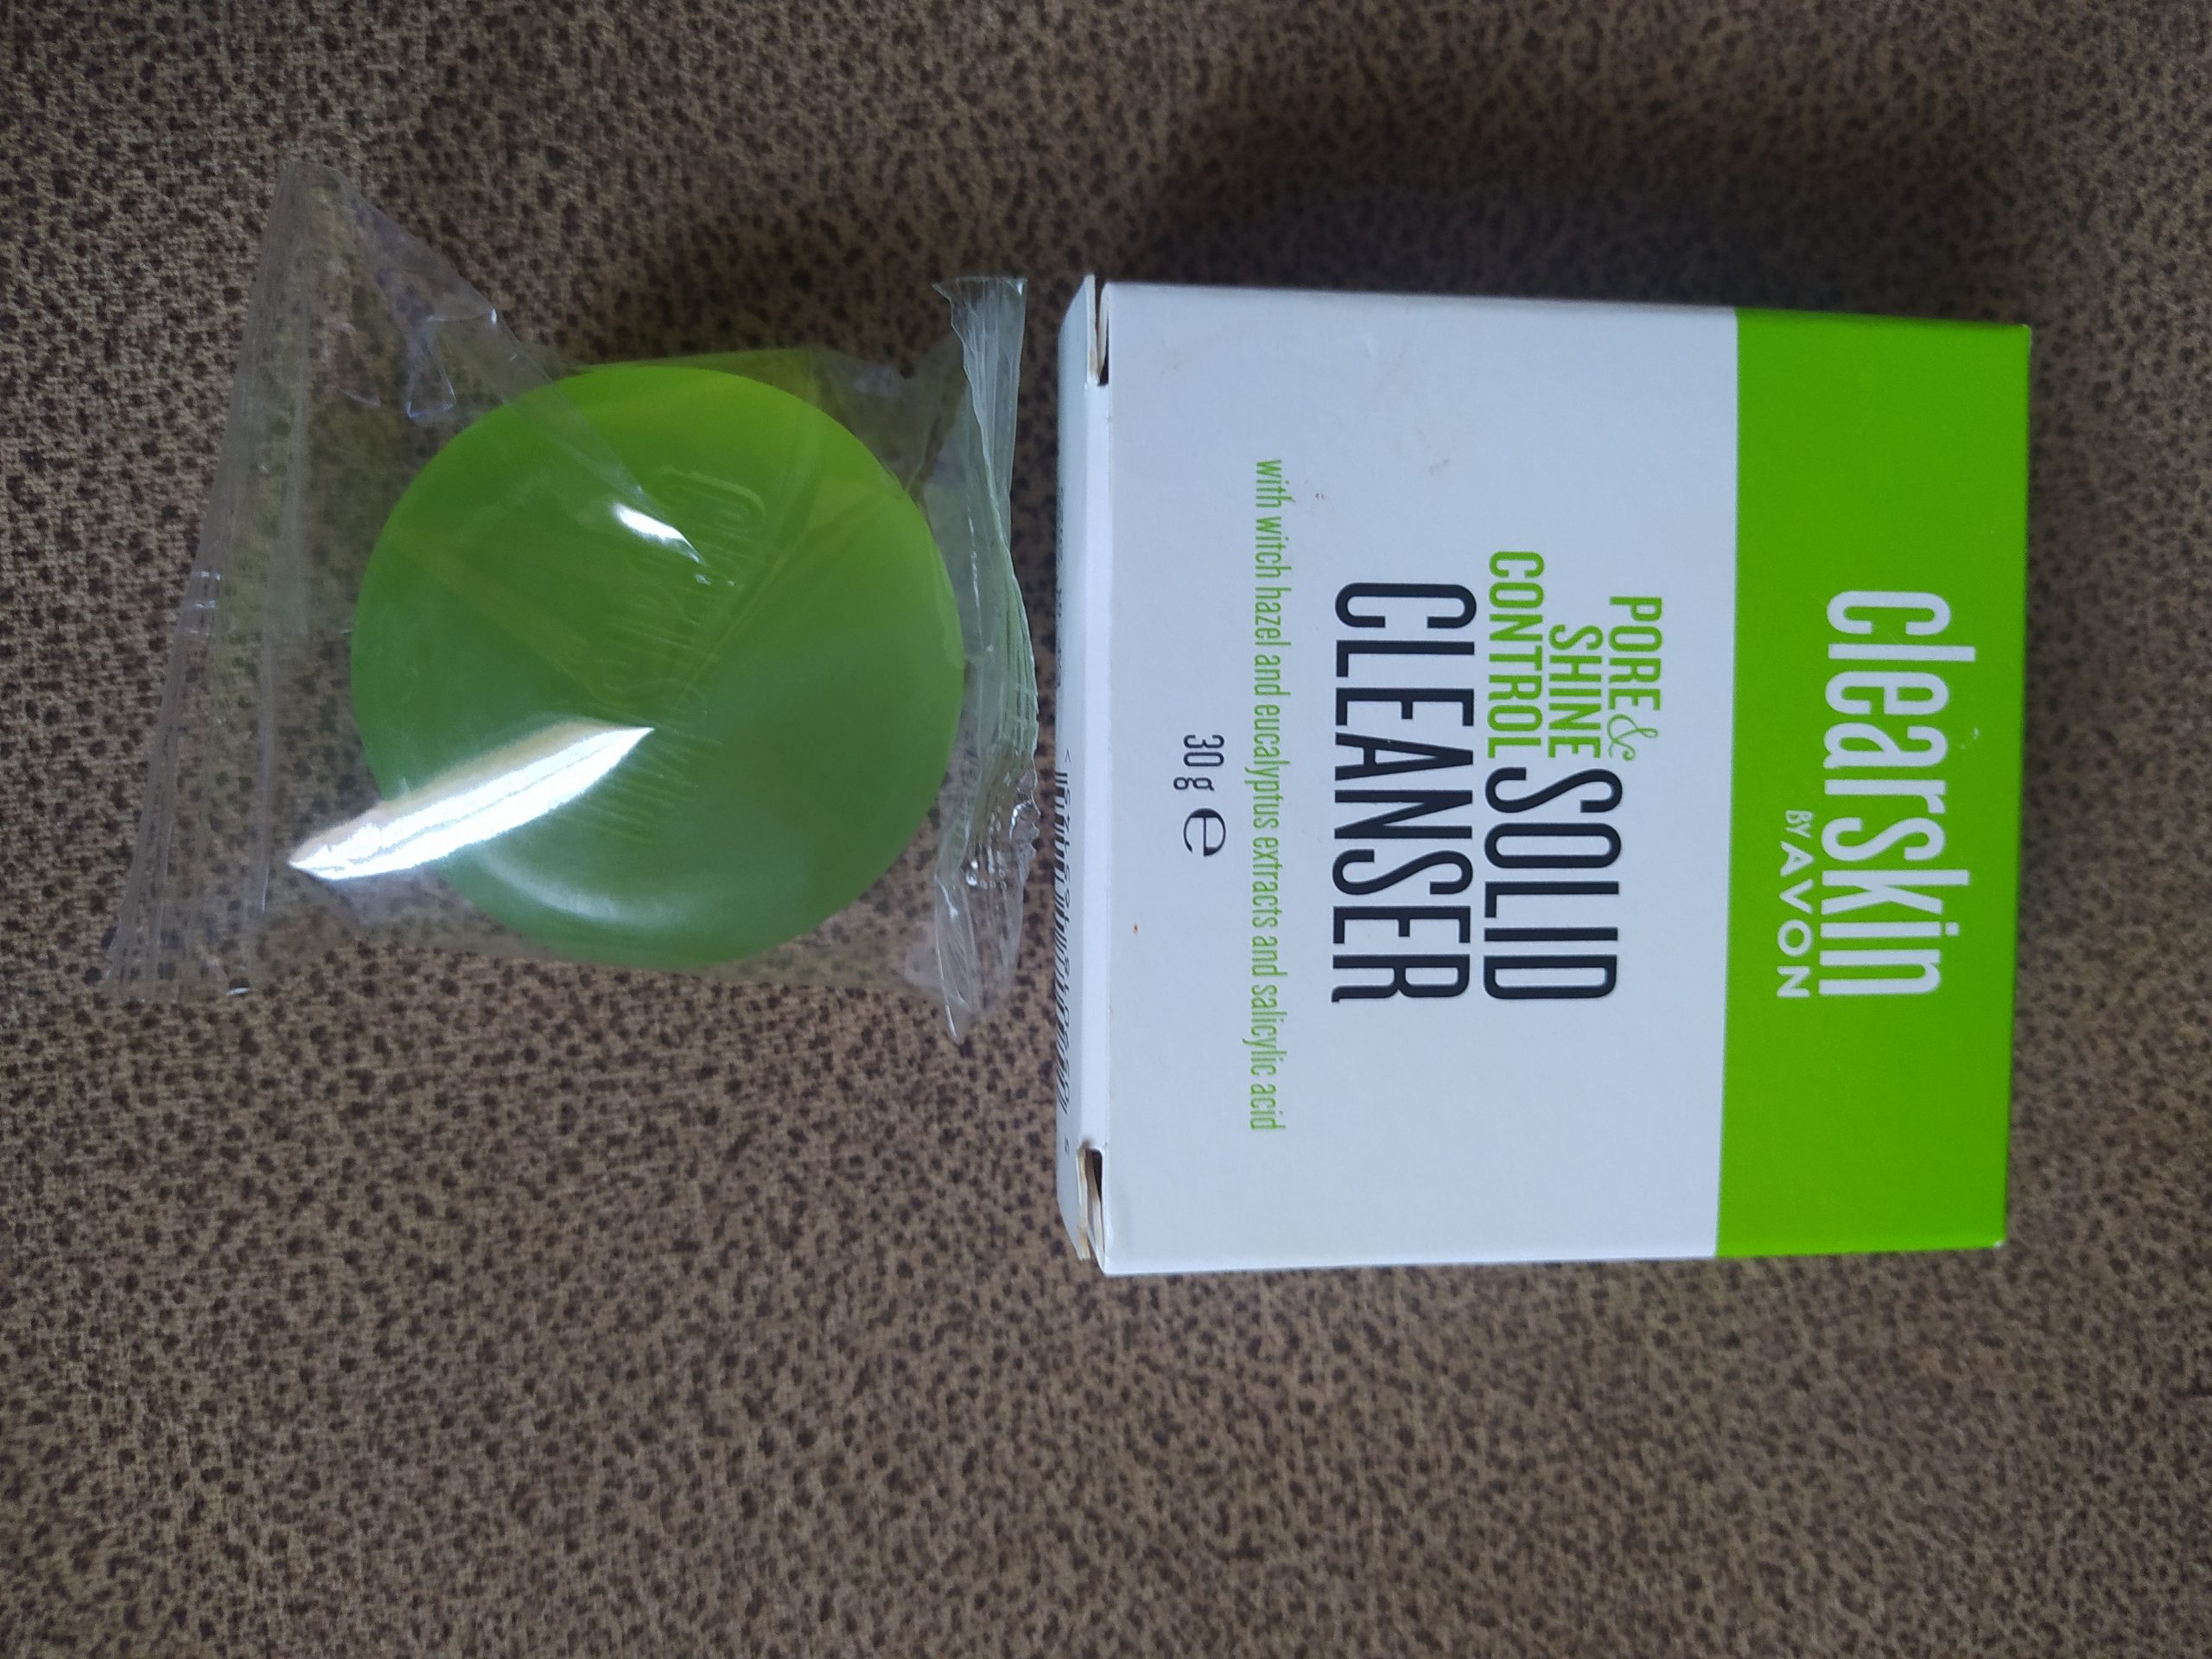 Clearskin
BY AVON
PORE &
SHINE
CONTROL SOLID
CLEANSER
with witch hazel and eucalyptus extracts and salicylic acid
30 g ℮